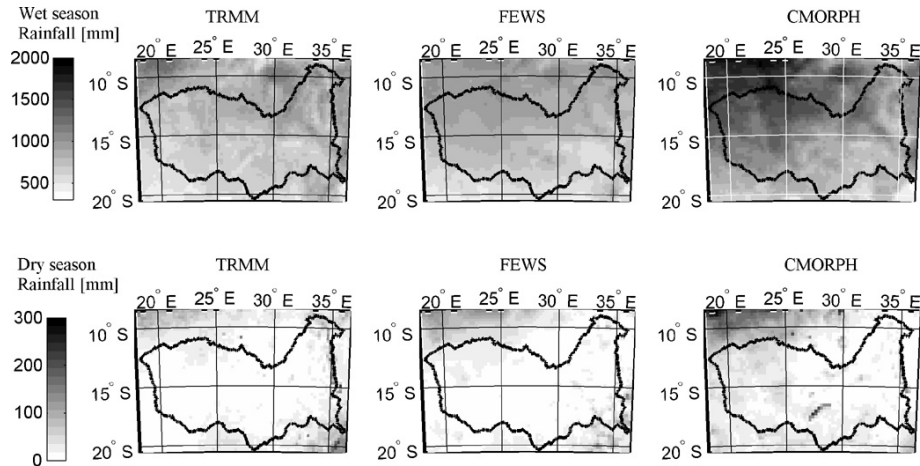 Wet season
Rainfall [mm]
2000
1500
1000
500
TRMM
20° E 25° E 30° E 35° E
10° S
15° S
20° S
FEWS
20° E 25° E 30° E 35° E
10° S
15° S
20° S
CMORPH
20° E 25° E 30° E 35° E
10° S
15° S
20° S
Dry season
Rainfall [mm]
300
200
100
0
TRMM
20° E 25° E 30° E 35° E
10° S
15° S
20° S
FEWS
20° E 25° E 30° E 35° E
10° S
15° S
20° S
CMORPH
20° E 25° E 30° E 35° E
10° S
15° S
20° S